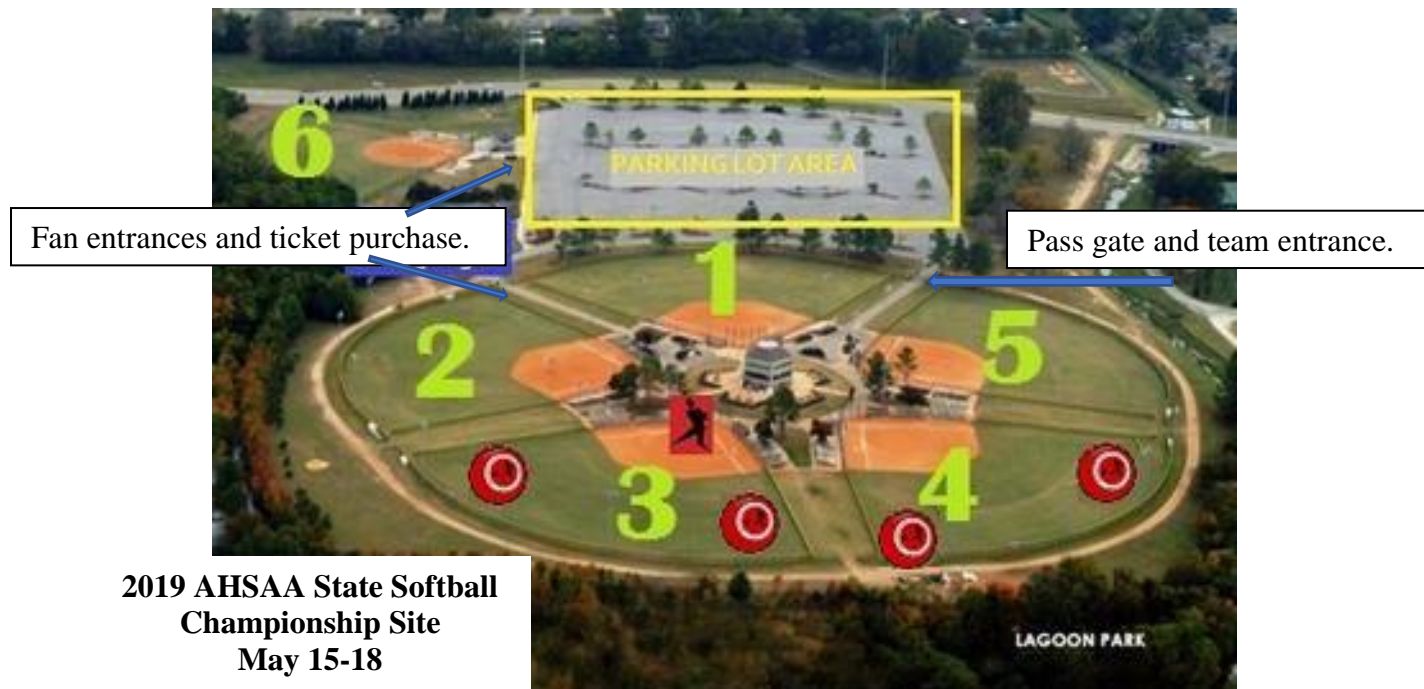 6
PARKING LOT AREA
Fan entrances and ticket purchase.
Pass gate and team entrance.
1
2
5
3
4
2019 AHSAA State Softball
Championship Site
May 15-18
LAGOON PARK